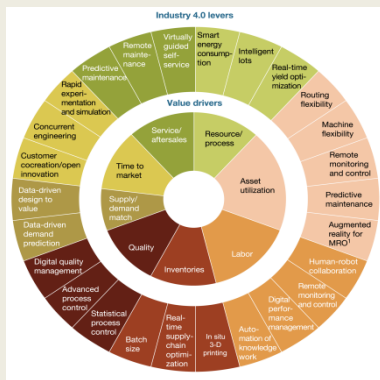 Industry 4.0 levers
Smart
energy
consump-
tion
Intelligent
lots
Real-time
yield opti-
mization
Routing
flexibility
Machine
flexibility
Remote
monitoring
and control
Predictive
maintenance
Augmented
reality for
MRO1
Human-robot
collaboration
Remote
monitoring
and control
Digital
perfor-
mance
management
Auto-
mation of
knowledge
work
In situ
3-D
printing
Real-
time
supply-
chain
optimi-
zation
Batch
size
Statistical
process
control
Advanced
process
control
Digital quality
management
Data-driven
demand
prediction
Data-driven
design to
value
Customer
cocreation/open
innovation
Concurrent
engineering
Rapid
experi-
mentation
and simulation
Predictive
maintenance
Remote
mainte-
nance
Virtually
guided
self-
service
Value drivers
Resource/
process
Asset
utilization
Labor
Inventories
Quality
Supply/
demand
match
Time to
market
Service/
aftersales